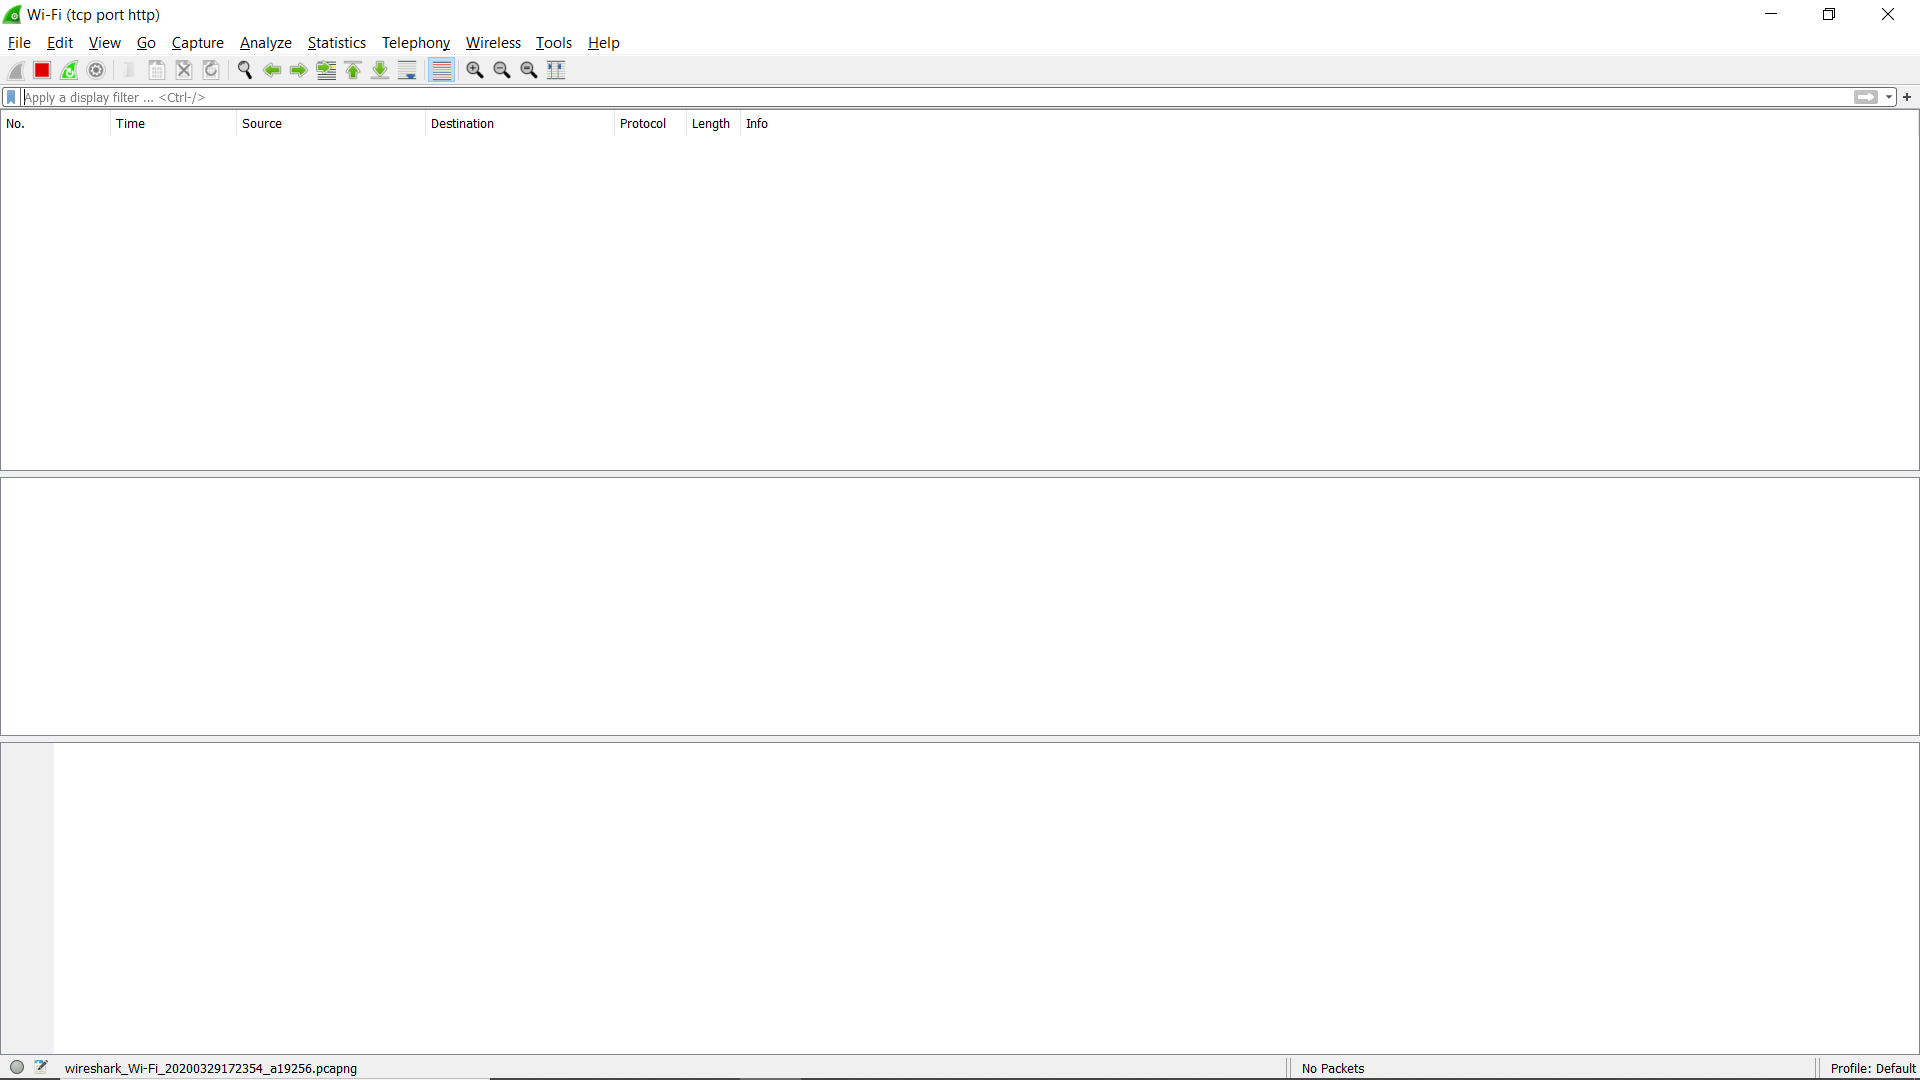 Wi-Fi (tcp port http)
File Edit View Go Capture Analyze Statistics Telephony Wireless Tools Help
Apply a display filter ... <Ctrl-/>
No. Time Source Destination Protocol Length Info
wireshark_Wi-Fi_20200329172354_a19256.pcapng No Packets Profile: Default